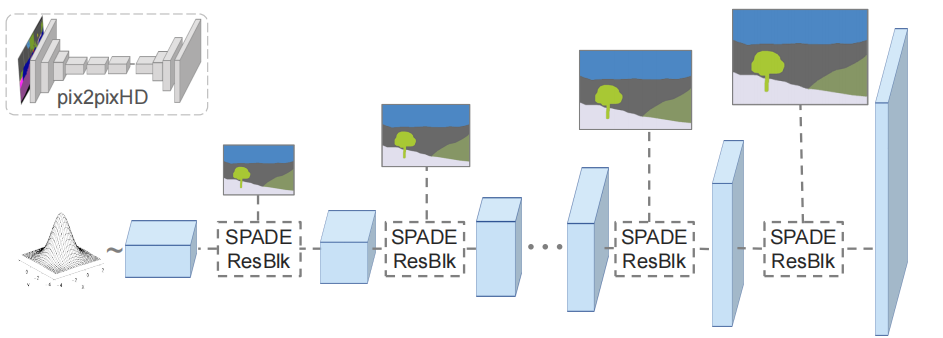 pix2pixHD
~
SPADE
ResBlk
SPADE
ResBlk
...
SPADE
ResBlk
SPADE
ResBlk